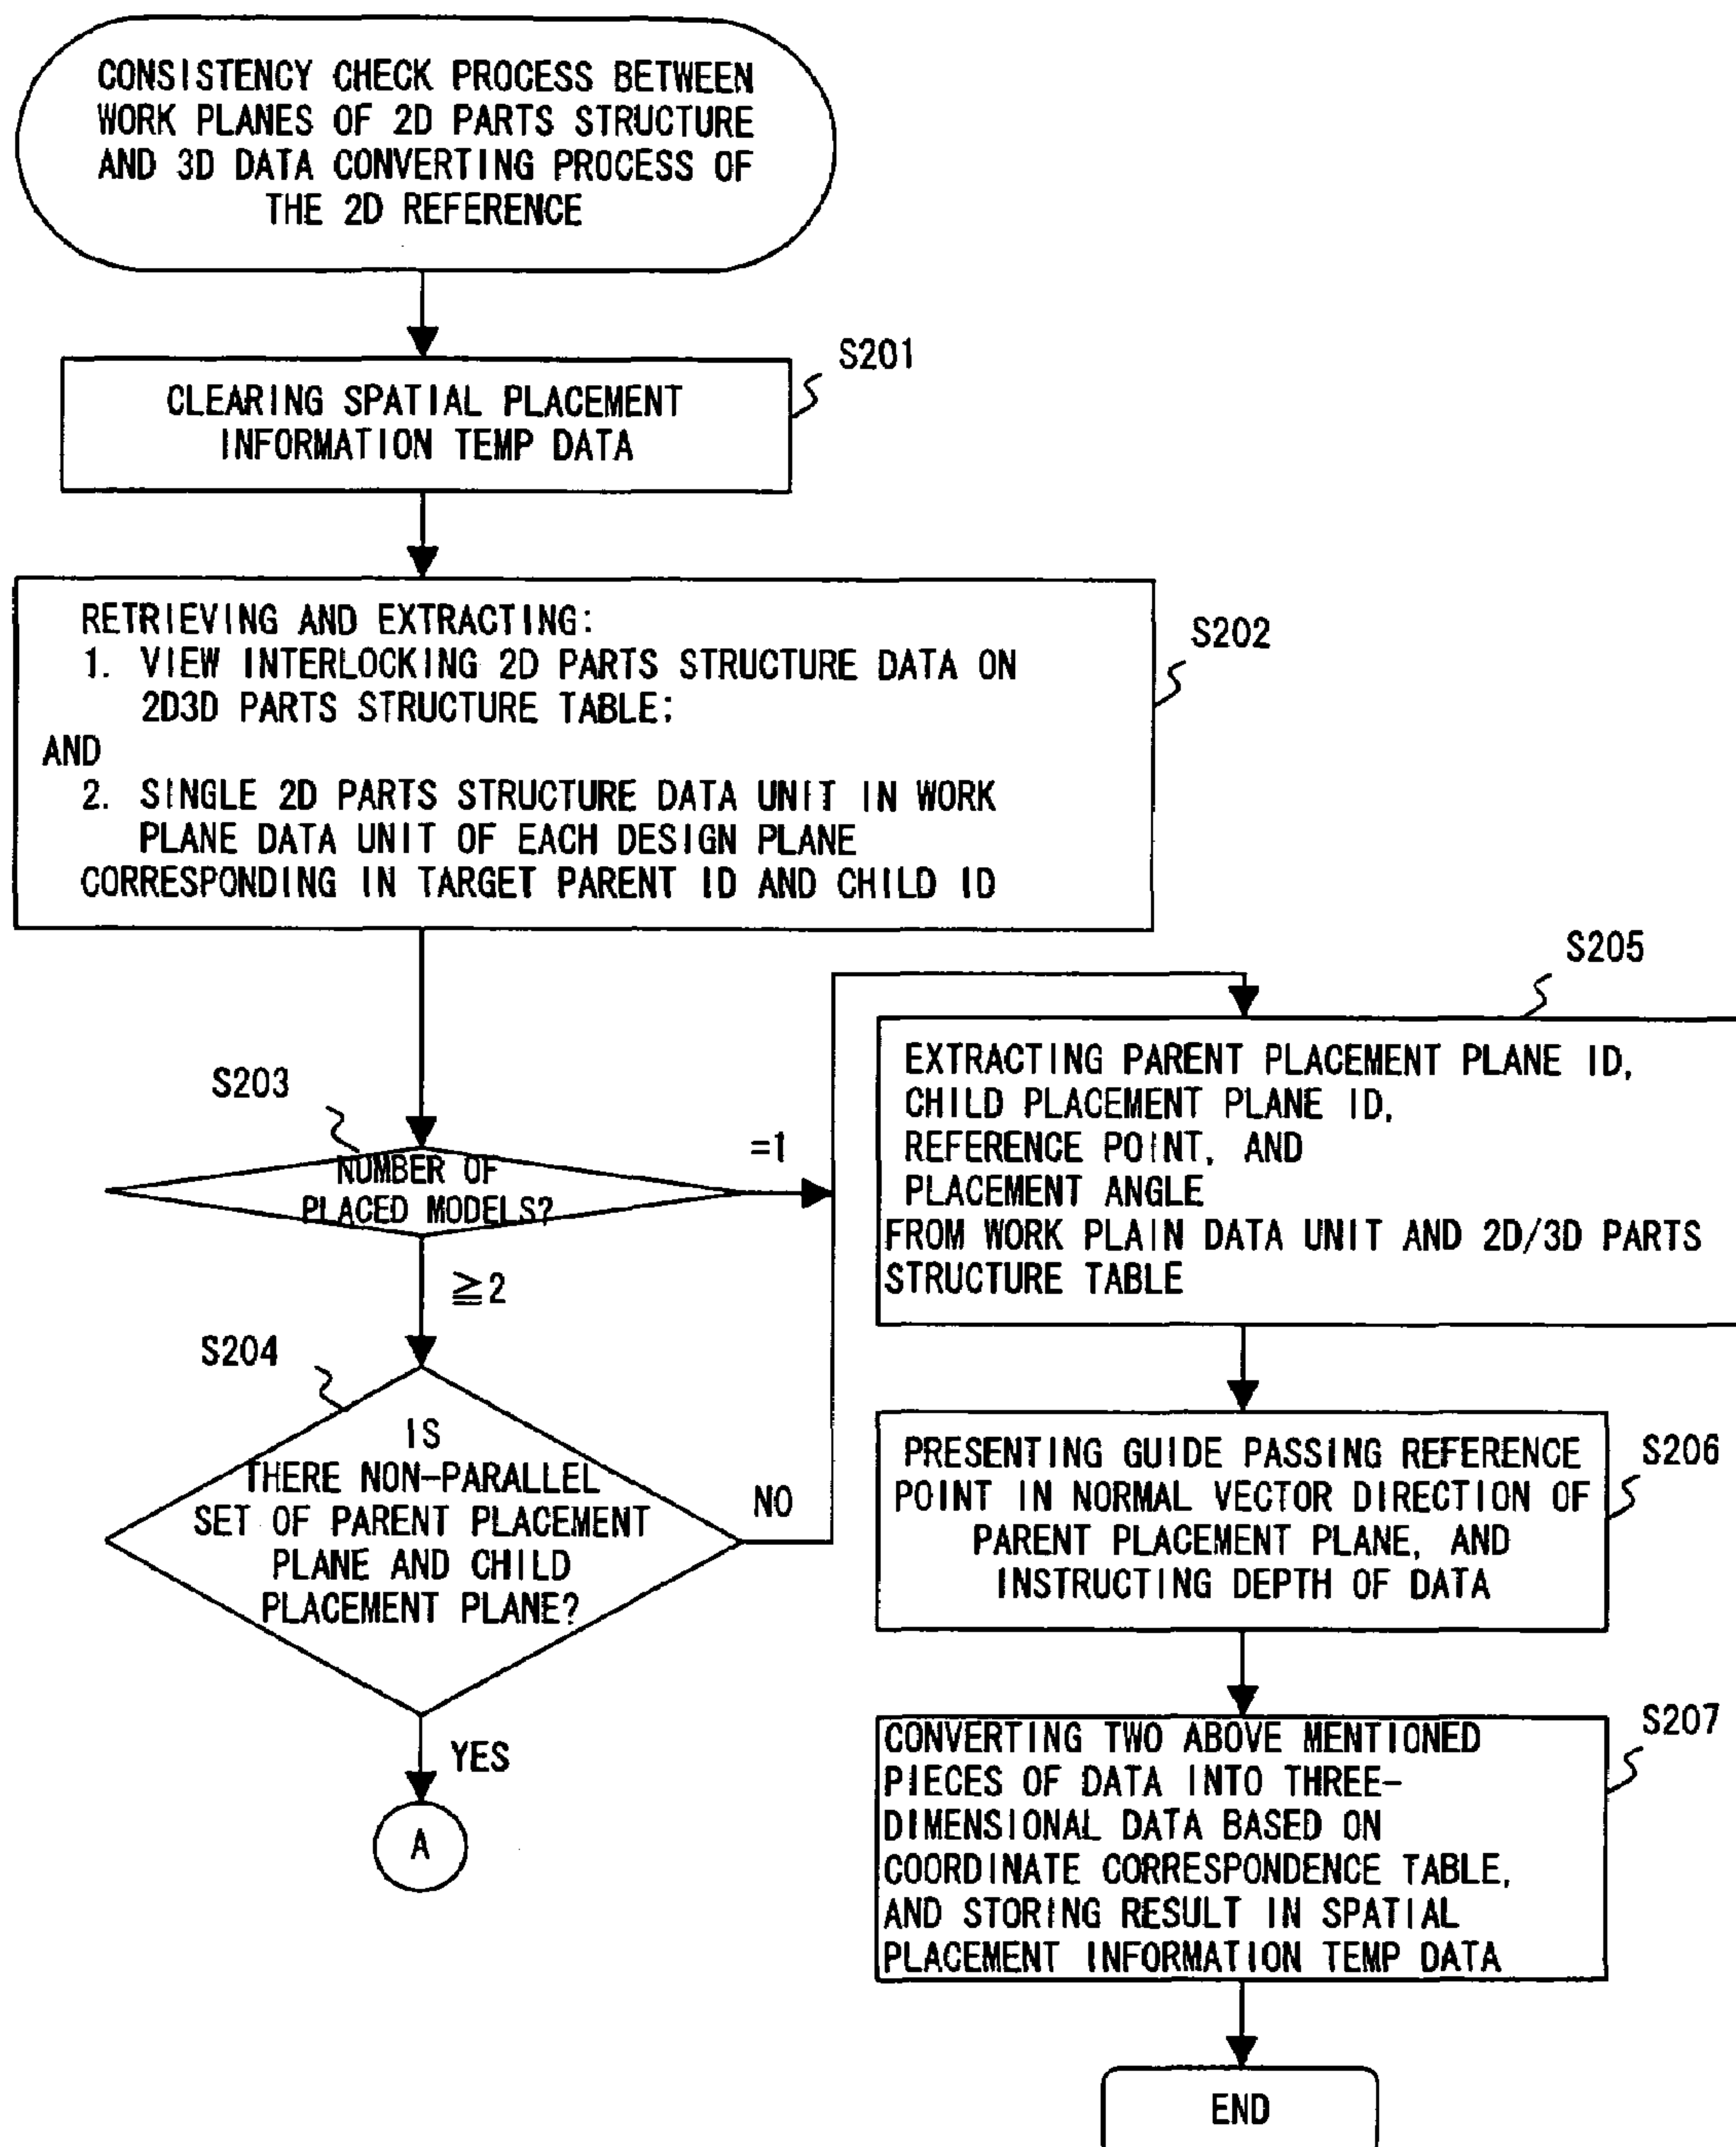 CONSISTENCY CHECK PROCESS BETWEEN
WORK PLANES OF 2D PARTS STRUCTURE
AND 3D DATA CONVERTING PROCESS OF
THE 2D REFERENCE
S201
CLEARING SPATIAL PLACEMENT
INFORMATION TEMP DATA
S202
RETRIEVING AND EXTRACTING:
1. VIEW INTERLOCKING 2D PARTS STRUCTURE DATA ON
2D3D PARTS STRUCTURE TABLE;
AND
2. SINGLE 2D PARTS STRUCTURE DATA UNIT IN WORK
PLANE DATA UNIT OF EACH DESIGN PLANE
CORRESPONDING IN TARGET PARENT ID AND CHILD ID
S203
NUMBER OF
PLACED MODELS?
=1
≧2
S204
IS
THERE NON-PARALLEL
SET OF PARENT PLACEMENT
PLANE AND CHILD
PLACEMENT PLANE?
NO
YES
A
S205
EXTRACTING PARENT PLACEMENT PLANE ID,
CHILD PLACEMENT PLANE ID,
REFERENCE POINT, AND
PLACEMENT ANGLE
FROM WORK PLAIN DATA UNIT AND 2D/3D PARTS
STRUCTURE TABLE
S206
PRESENTING GUIDE PASSING REFERENCE
POINT IN NORMAL VECTOR DIRECTION OF
PARENT PLACEMENT PLANE, AND
INSTRUCTING DEPTH OF DATA
S207
CONVERTING TWO ABOVE MENTIONED
PIECES OF DATA INTO THREE-
DIMENSIONAL DATA BASED ON
COORDINATE CORRESPONDENCE TABLE,
AND STORING RESULT IN SPATIAL
PLACEMENT INFORMATION TEMP DATA
END